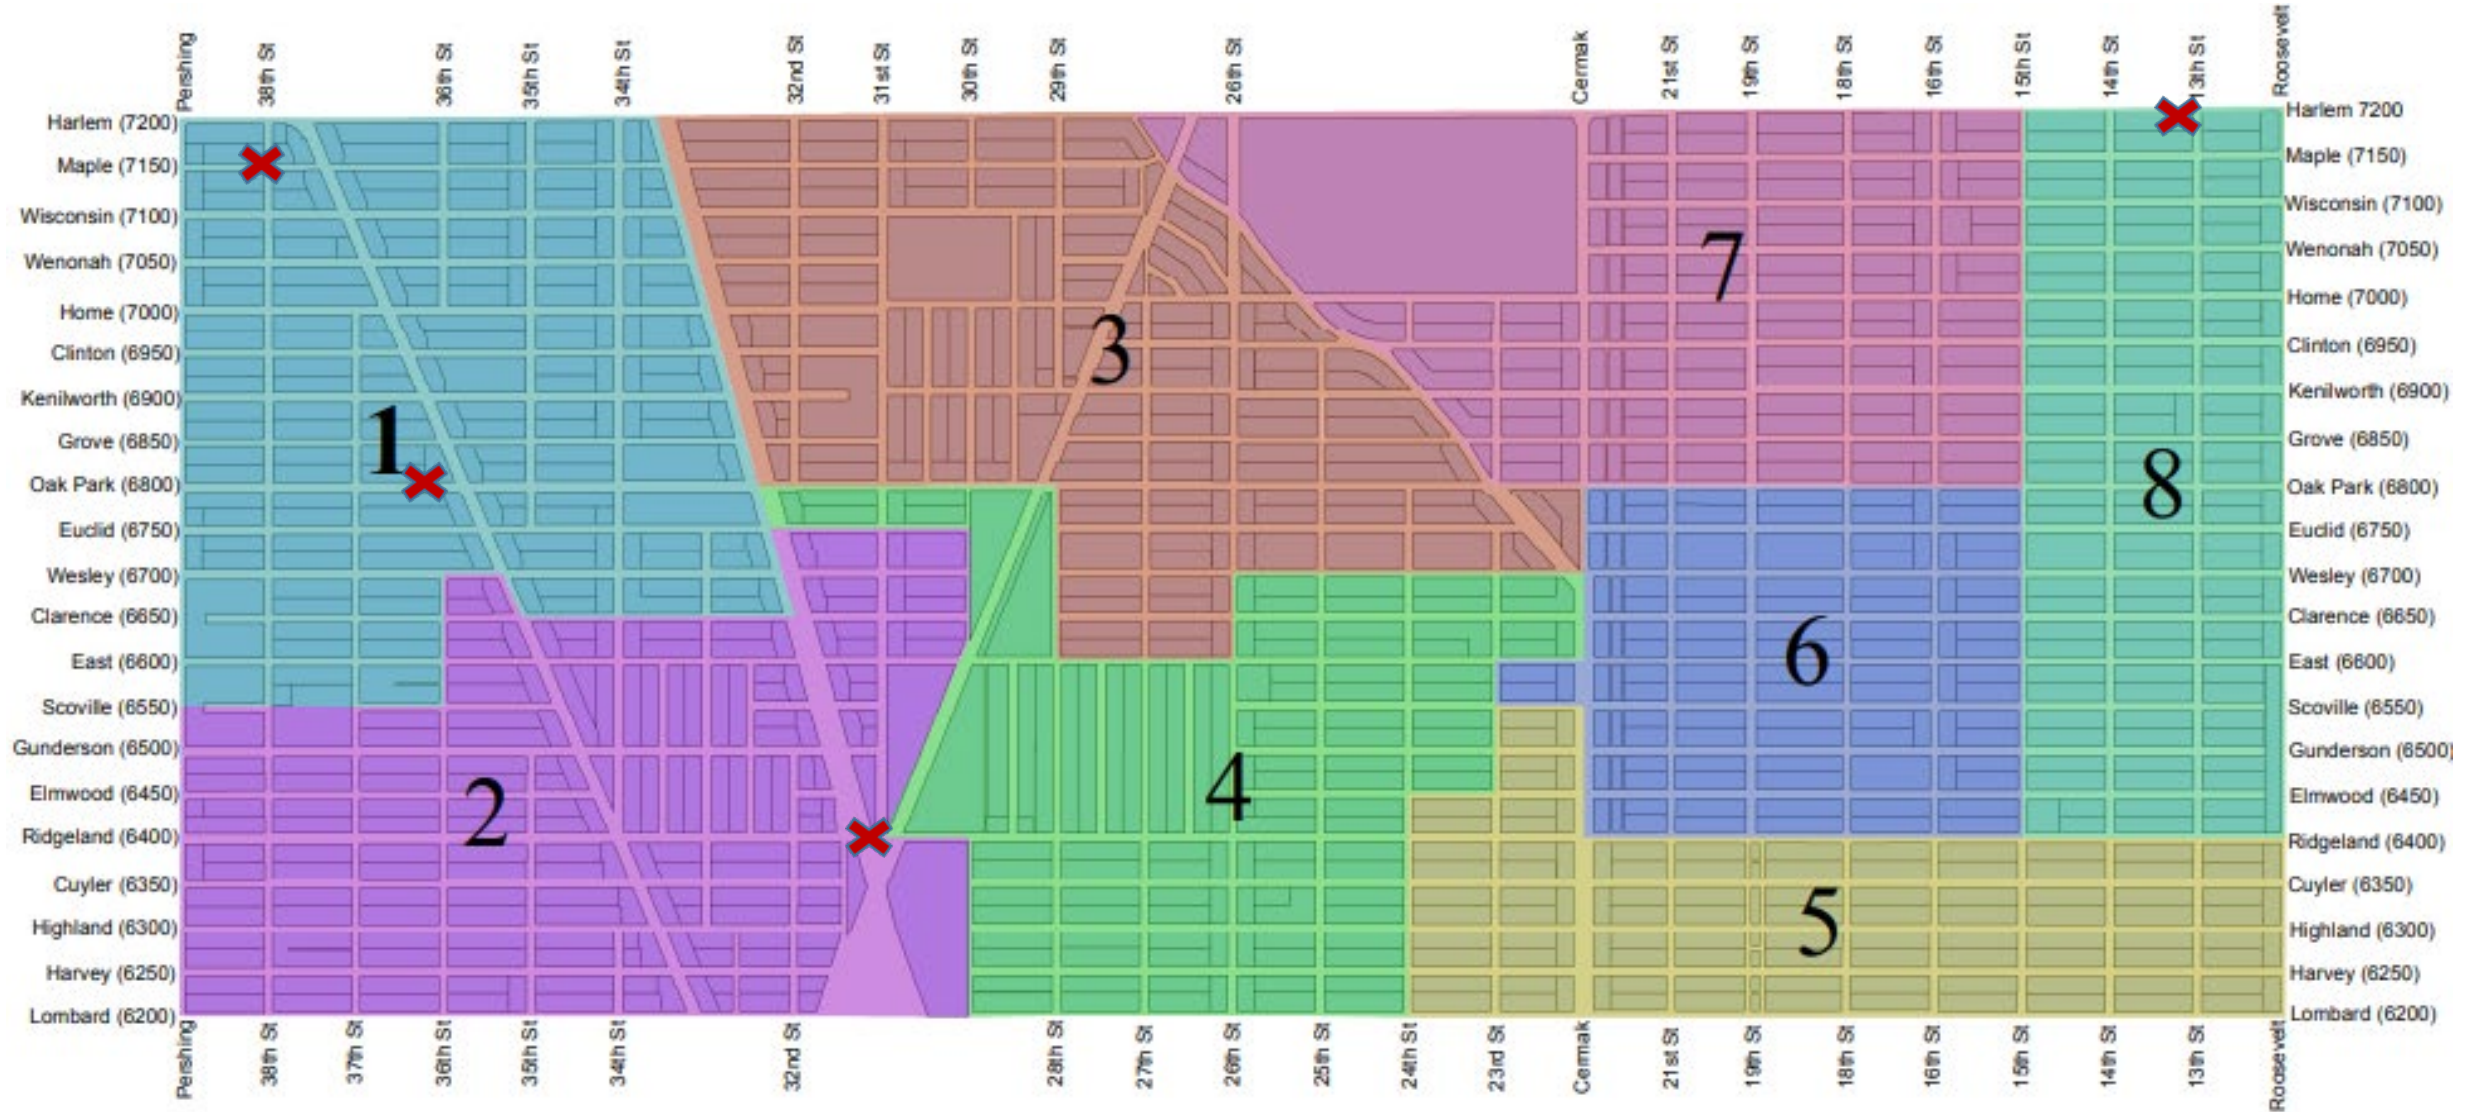 Pershing
38th St
36th St
35th St
34th St
32nd St
31st St
30th St
29th St
26th St
Cermak
21st St
19th St
18th St
16th St
15th St
14th St
13th St
Roosevelt
Harlem (7200)
Maple (7150)
Wisconsin (7100)
Wenonah (7050)
Home (7000)
Clinton (6950)
Kenilworth (6900)
Grove (6850)
Oak Park (6800)
Euclid (6750)
Wesley (6700)
Clarence (6650)
East (6600)
Scoville (6550)
Gunderson (6500)
Elmwood (6450)
Ridgeland (6400)
Cuyler (6350)
Highland (6300)
Harvey (6250)
Lombard (6200)
7
3
1
8
6
4
2
5
Harlem 7200
Maple (7150)
Wisconsin (7100)
Wenonah (7050)
Home (7000)
Clinton (6950)
Kenilworth (6900)
Grove (6850)
Oak Park (6800)
Euclid (6750)
Wesley (6700)
Clarence (6650)
East (6600)
Scoville (6550)
Gunderson (6500)
Elmwood (6450)
Ridgeland (6400)
Cuyler (6350)
Highland (6300)
Harvey (6250)
Lombard (6200)
Pershing
38th St
37th St
36th St
35th St
34th St
32nd St
28th St
27th St
26th St
25th St
24th St
23rd St
Cermak
21st St
19th St
18th St
16th St
15th St
14th St
13th St
Roosevelt